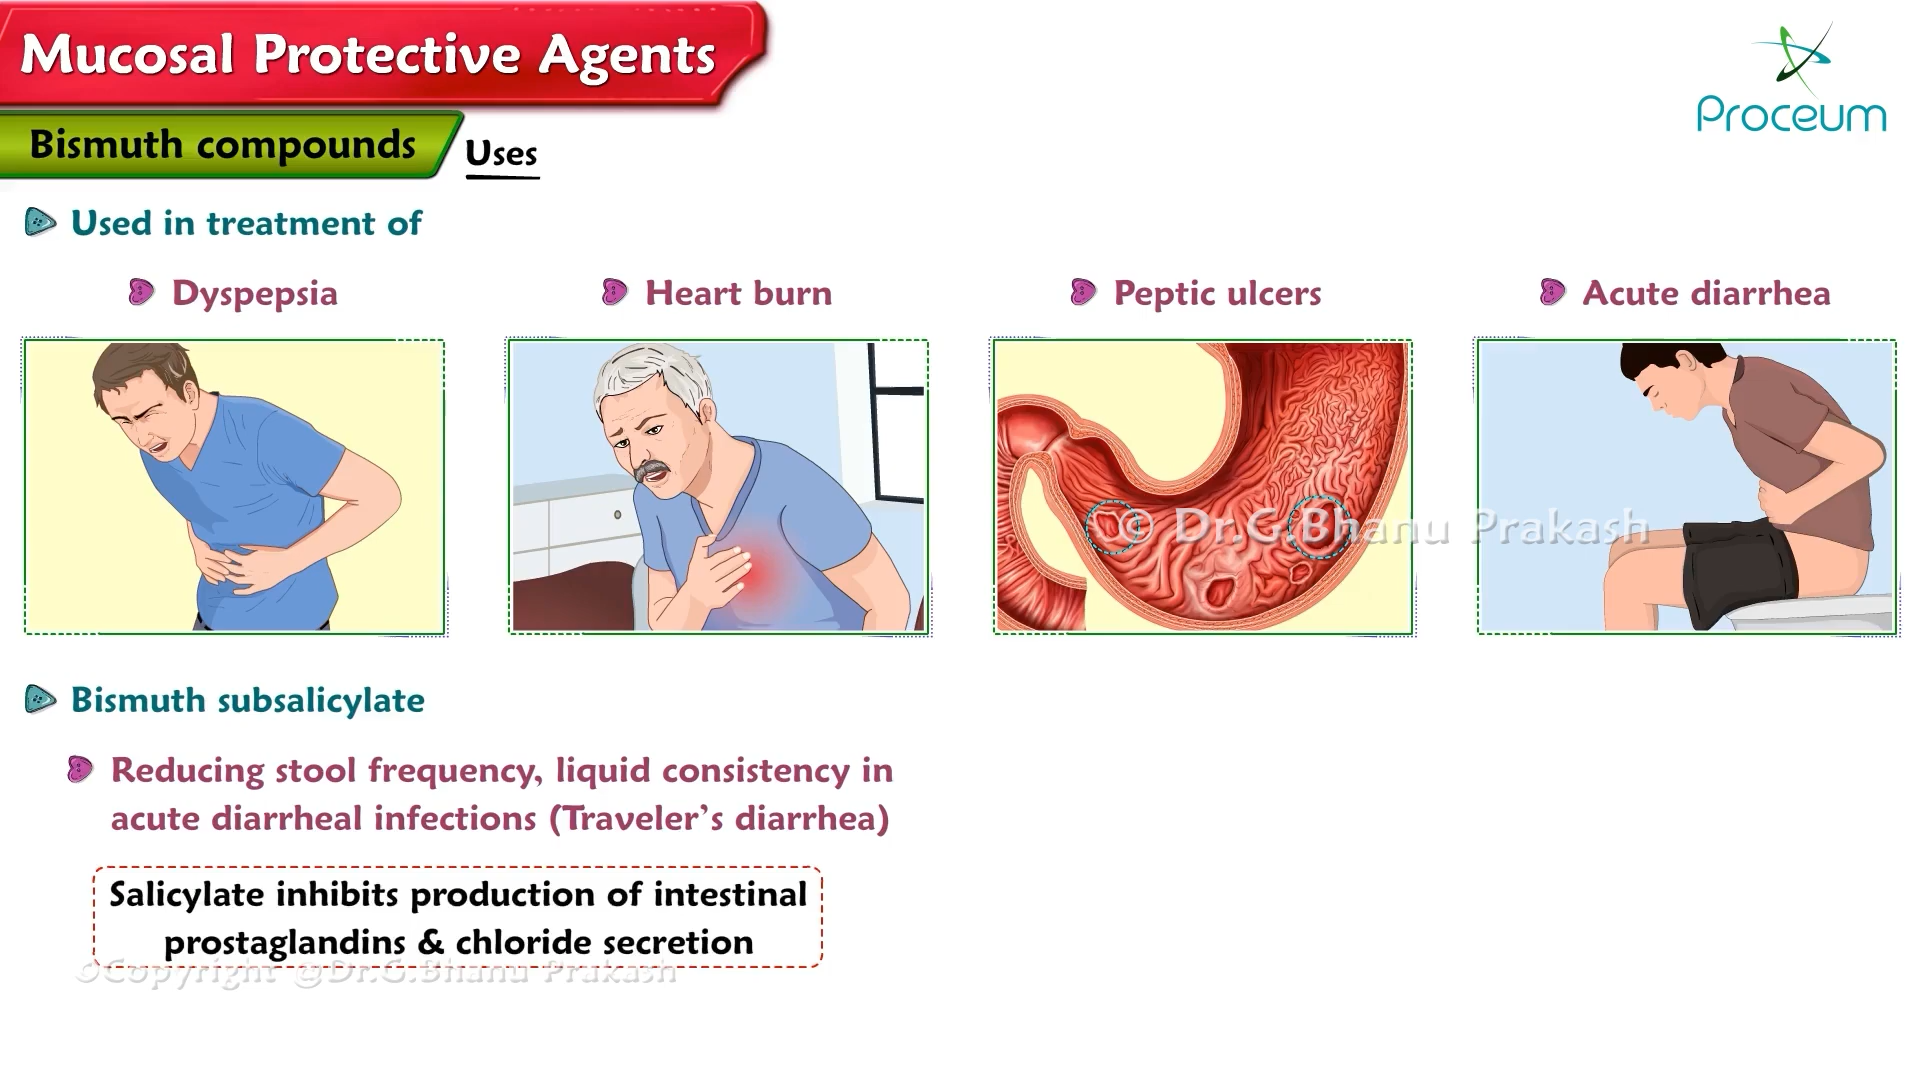 Mucosal Protective Agents
Proceum
Bismuth compounds
Uses
Used in treatment of
Dyspepsia
Heart burn
Peptic ulcers
Acute diarrhea
© Dr.G.Bhanu Prakash
Bismuth subsalicylate
Reducing stool frequency, liquid consistency in
acute diarrheal infections (Traveler's diarrhea)
Salicylate inhibits production of intestinal
prostaglandins & chloride secretion
©Copyright @Dr.G.Bhanu Prakash